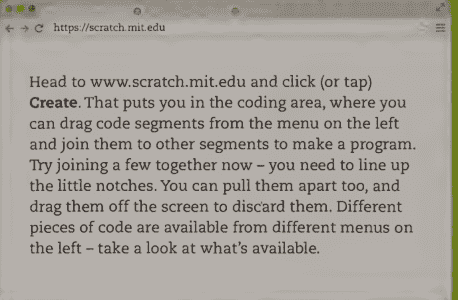 https://scratch.mit.edu
Head to www.scratch.mit.edu and click (or tap)
Create. That puts you in the coding area, where you
can drag code segments from the menu on the left
and join them to other segments to make a program.
Try joining a few together now – you need to line up
the little notches. You can pull them apart too, and
drag them off the screen to discard them. Different
pieces of code are available from different menus on
the left – take a look at what's available.